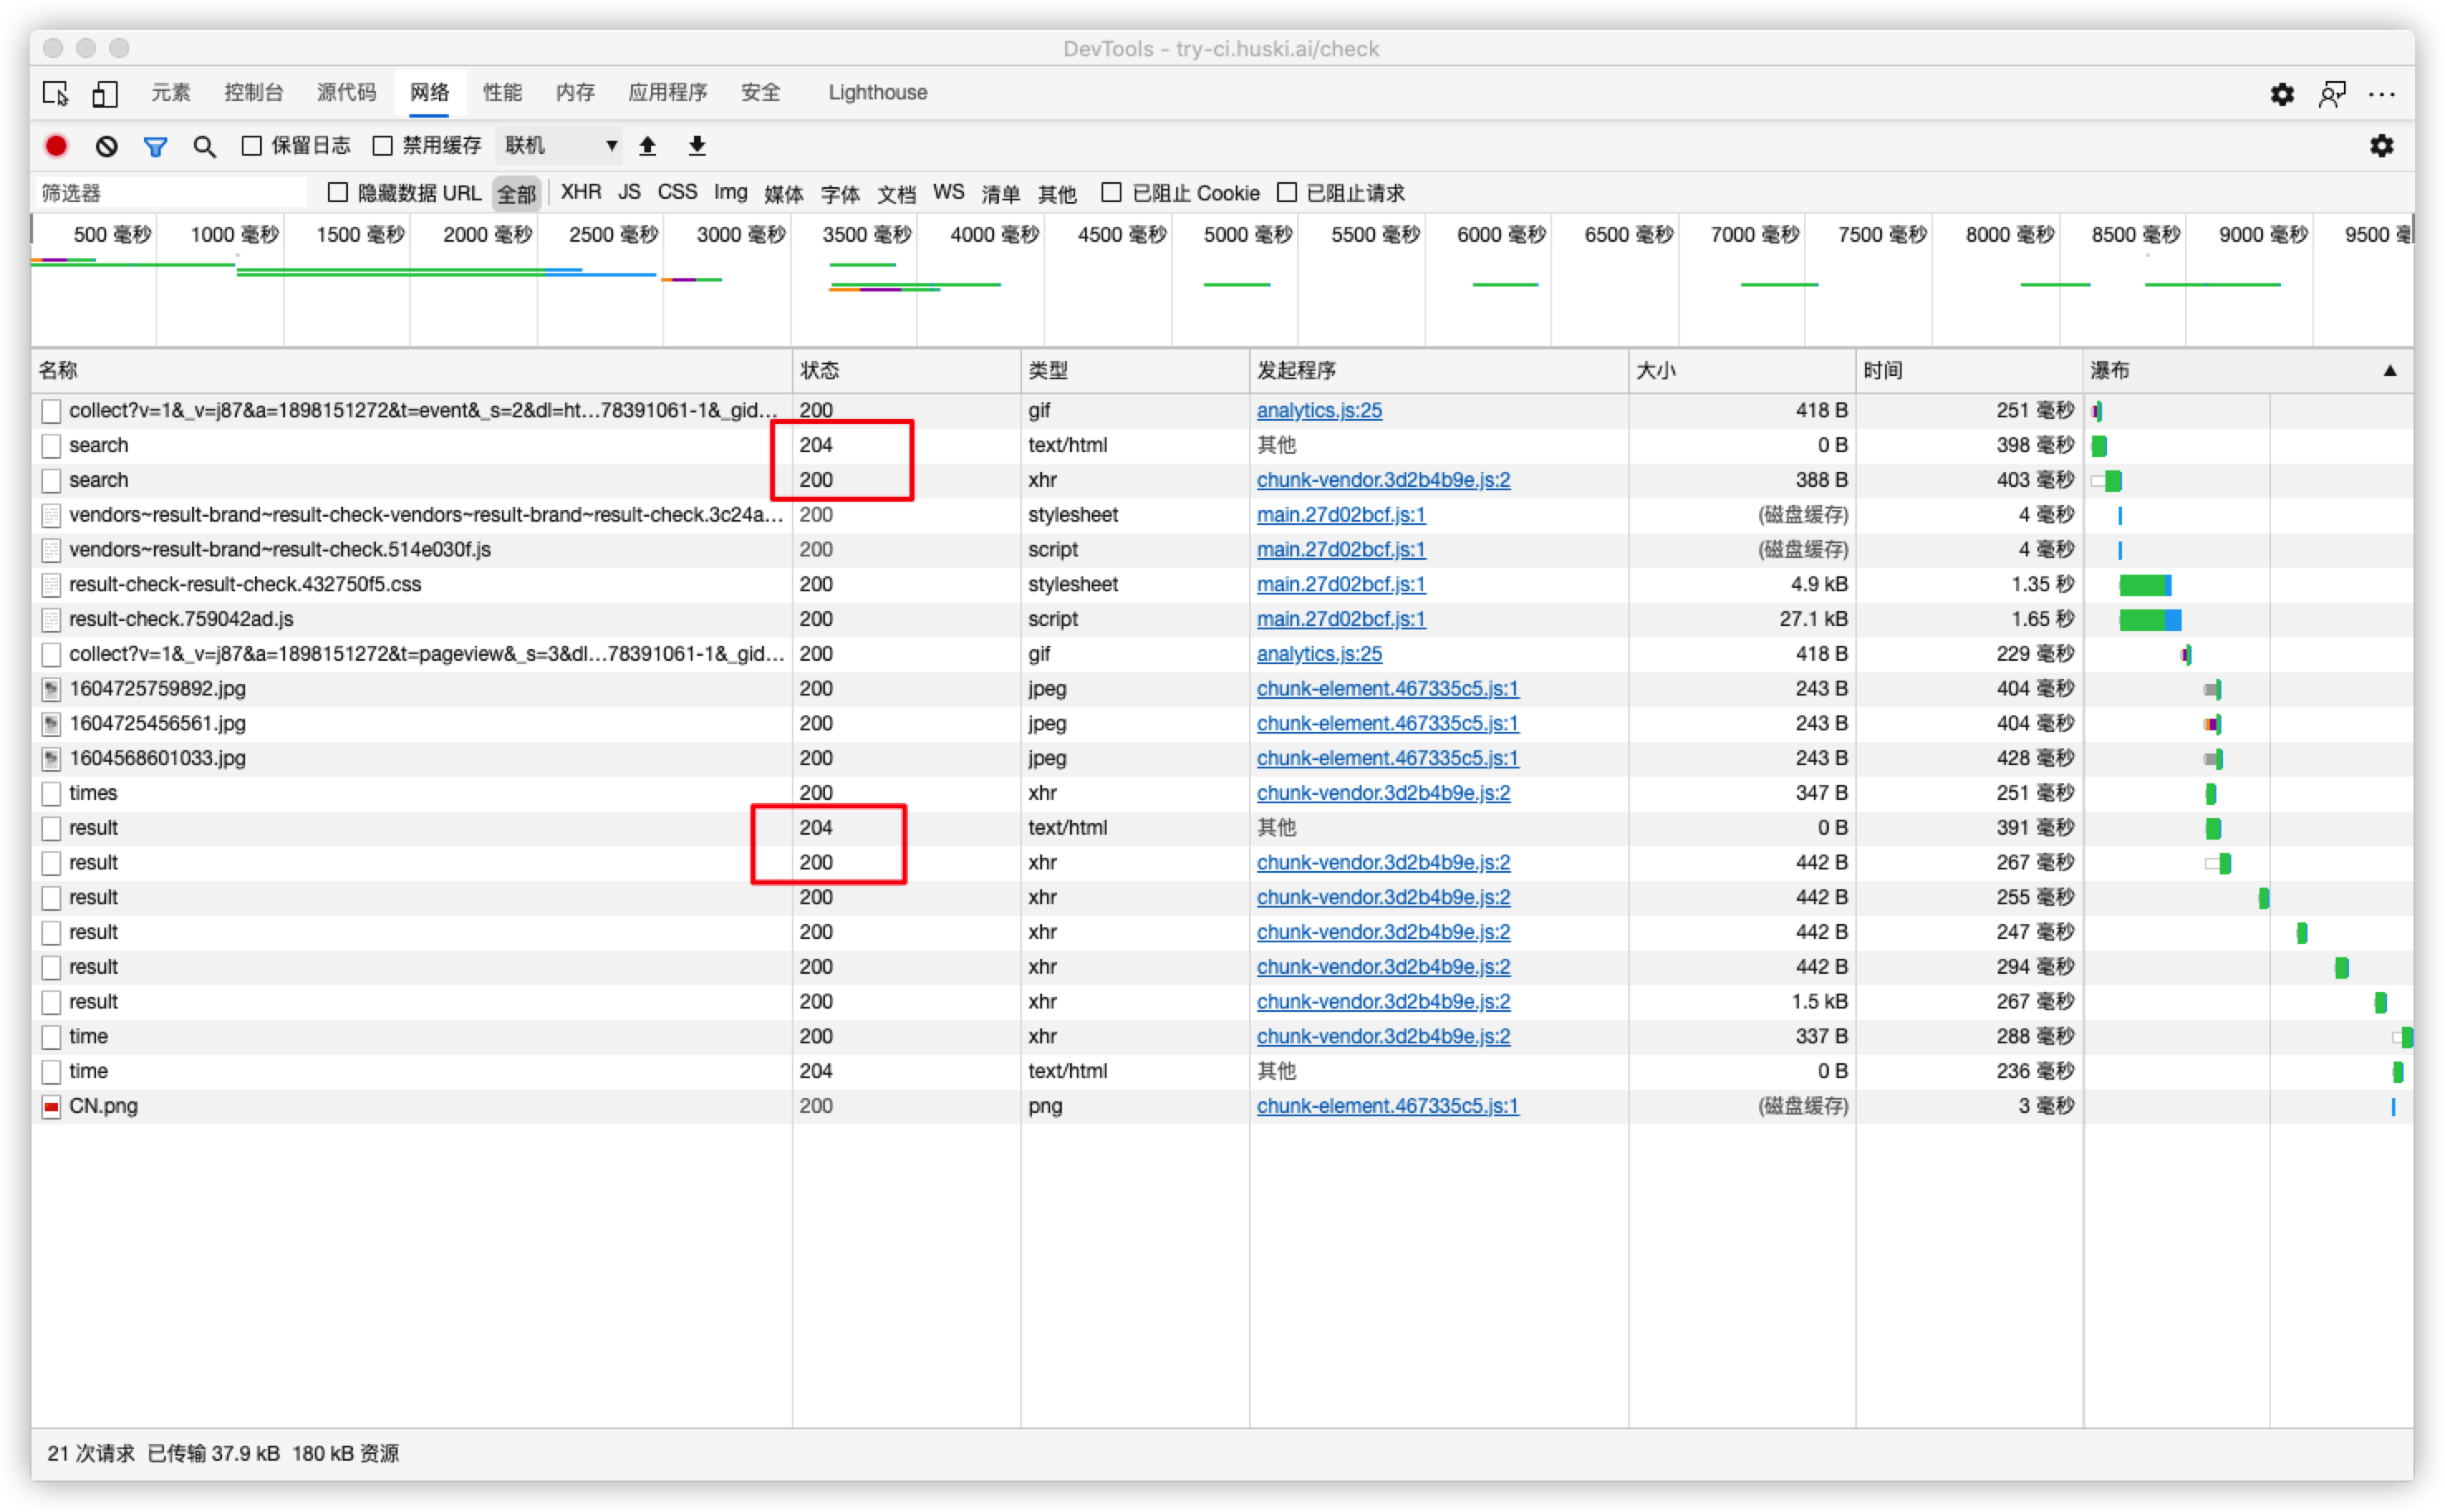 DevTools - try-ci.huski.ai/check
元素 控制台 源代码 网络 性能 内存 应用程序 安全 Lighthouse
保留日志 禁用缓存 联机
筛选器 隐藏数据 URL 全部 XHR JS CSS Img 媒体 字体 文档 WS 清单 其他 已阻止 Cookie 已阻止请求
500 毫秒 1000 毫秒 1500 毫秒 2000 毫秒 2500 毫秒 3000 毫秒 3500 毫秒 4000 毫秒 4500 毫秒 5000 毫秒 5500 毫秒 6000 毫秒 6500 毫秒 7000 毫秒 7500 毫秒 8000 毫秒 8500 毫秒 9000 毫秒 9500 毫
名称 状态 类型 发起程序 大小 时间 瀑布
collect?v=1&_v=j87&a=1898151272&t=event&_s=2&dl=ht...78391061-1&_gid... 200 gif analytics.js:25 418 B 251 毫秒
search 204 text/html 其他 0 B 398 毫秒
search 200 xhr chunk-vendor.3d2b4b9e.js:2 388 B 403 毫秒
vendors~result-brand~result-check-vendors~result-brand~result-check.3c24a... 200 stylesheet main.27d02bcf.js:1 (磁盘缓存) 4 毫秒
vendors~result-brand~result-check.514e030f.js 200 script main.27d02bcf.js:1 (磁盘缓存) 4 毫秒
result-check-result-check.432750f5.css 200 stylesheet main.27d02bcf.js:1 4.9 kB 1.35 秒
result-check.759042ad.js 200 script main.27d02bcf.js:1 27.1 kB 1.65 秒
collect?v=1&_v=j87&a=1898151272&t=pageview&_s=3&dl...78391061-1&_gid... 200 gif analytics.js:25 418 B 229 毫秒
1604725759892.jpg 200 jpeg chunk-element.467335c5.js:1 243 B 404 毫秒
1604725456561.jpg 200 jpeg chunk-element.467335c5.js:1 243 B 404 毫秒
1604568601033.jpg 200 jpeg chunk-element.467335c5.js:1 243 B 428 毫秒
times 200 xhr chunk-vendor.3d2b4b9e.js:2 347 B 251 毫秒
result 204 text/html 其他 0 B 391 毫秒
result 200 xhr chunk-vendor.3d2b4b9e.js:2 442 B 267 毫秒
result 200 xhr chunk-vendor.3d2b4b9e.js:2 442 B 255 毫秒
result 200 xhr chunk-vendor.3d2b4b9e.js:2 442 B 247 毫秒
result 200 xhr chunk-vendor.3d2b4b9e.js:2 442 B 294 毫秒
result 200 xhr chunk-vendor.3d2b4b9e.js:2 1.5 kB 267 毫秒
time 200 xhr chunk-vendor.3d2b4b9e.js:2 337 B 288 毫秒
time 204 text/html 其他 0 B 236 毫秒
CN.png 200 png chunk-element.467335c5.js:1 (磁盘缓存) 3 毫秒
21 次请求 已传输 37.9 kB 180 kB 资源